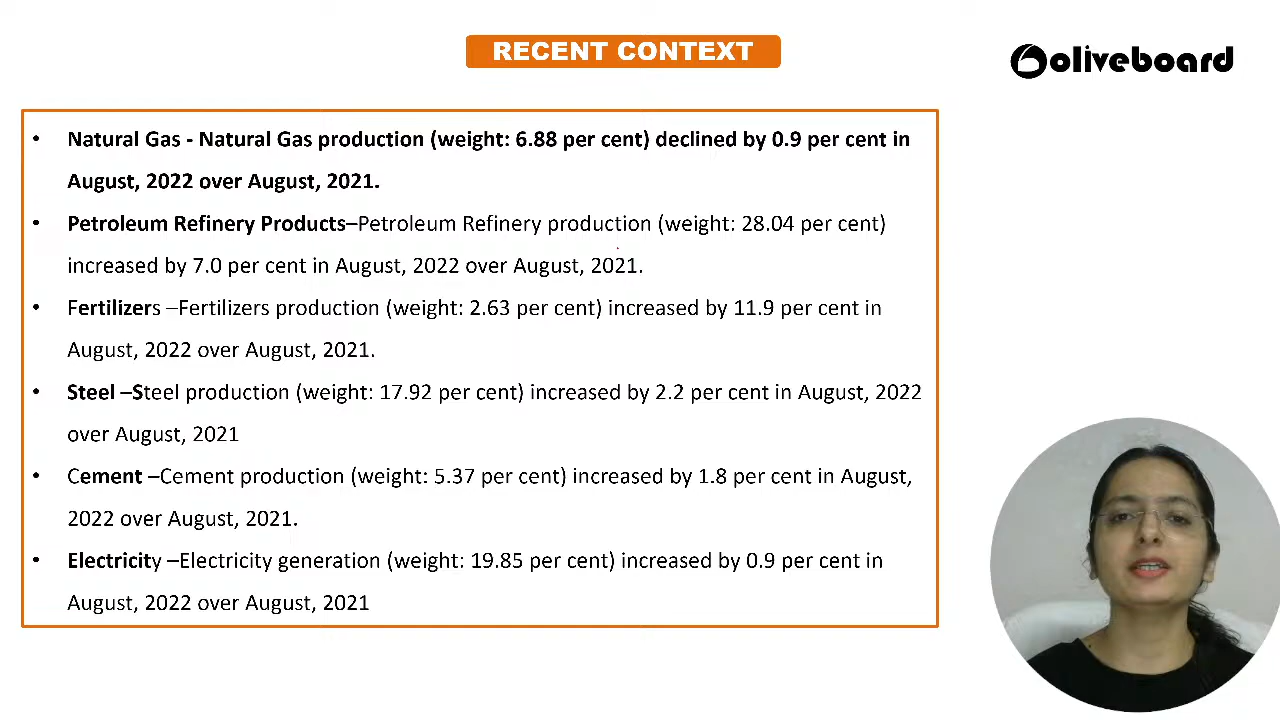 RECENT CONTEXT
oliveboard
• Natural Gas - Natural Gas production (weight: 6.88 per cent) declined by 0.9 per cent in
August, 2022 over August, 2021.
• Petroleum Refinery Products–Petroleum Refinery production (weight: 28.04 per cent)
increased by 7.0 per cent in August, 2022 over August, 2021.
• Fertilizers –Fertilizers production (weight: 2.63 per cent) increased by 11.9 per cent in
August, 2022 over August, 2021.
• Steel –Steel production (weight: 17.92 per cent) increased by 2.2 per cent in August, 2022
over August, 2021
• Cement –Cement production (weight: 5.37 per cent) increased by 1.8 per cent in August,
2022 over August, 2021.
• Electricity –Electricity generation (weight: 19.85 per cent) increased by 0.9 per cent in
August, 2022 over August, 2021